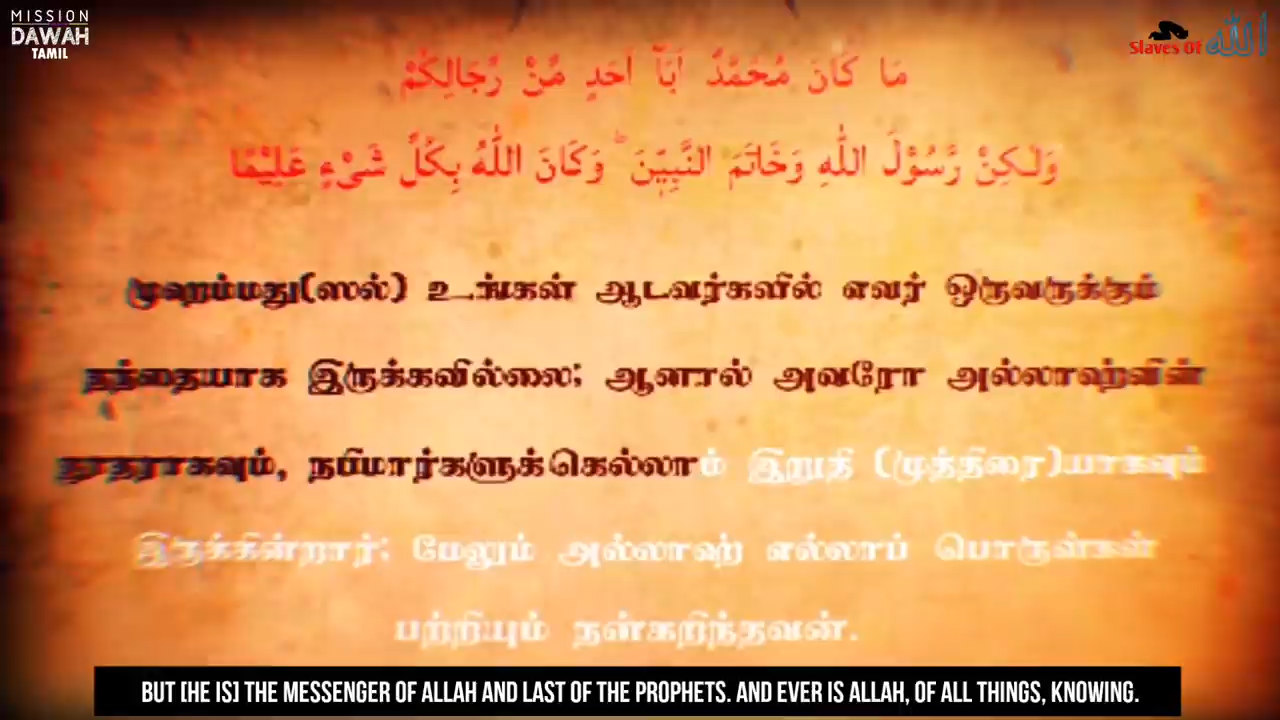 MISSION
DAWAH
TAMIL
Slaves Of الله
مَا كَانَ مُحَمَّدٌ اَبَآ اَحَدٍ مِّنْ رِّجَالِكُمْ
وَلٰـكِنْ رَّسُوْلَ اللّٰهِ وَخَاتَمَ النَّبِيّٖنَ ؕ وَكَانَ اللّٰهُ بِكُلِّ شَىْءٍ عَلِيْمًا
முஹம்மது(ஸல்) உங்கள் ஆடவர்களில் எவர் ஒருவருக்கும்
தந்தையாக இருக்கவில்லை; ஆனால் அவரோ அல்லாஹ்வின்
தூதராகவும், நபிமார்களுக்கெல்லாம் இறுதி (முத்திரை)யாகவும்
இருக்கின்றார்; மேலும் அல்லாஹ் எல்லாப் பொருள்கள்
பற்றியும் நன்கறிந்தவன்.
BUT [HE IS] THE MESSENGER OF ALLAH AND LAST OF THE PROPHETS. AND EVER IS ALLAH, OF ALL THINGS, KNOWING.